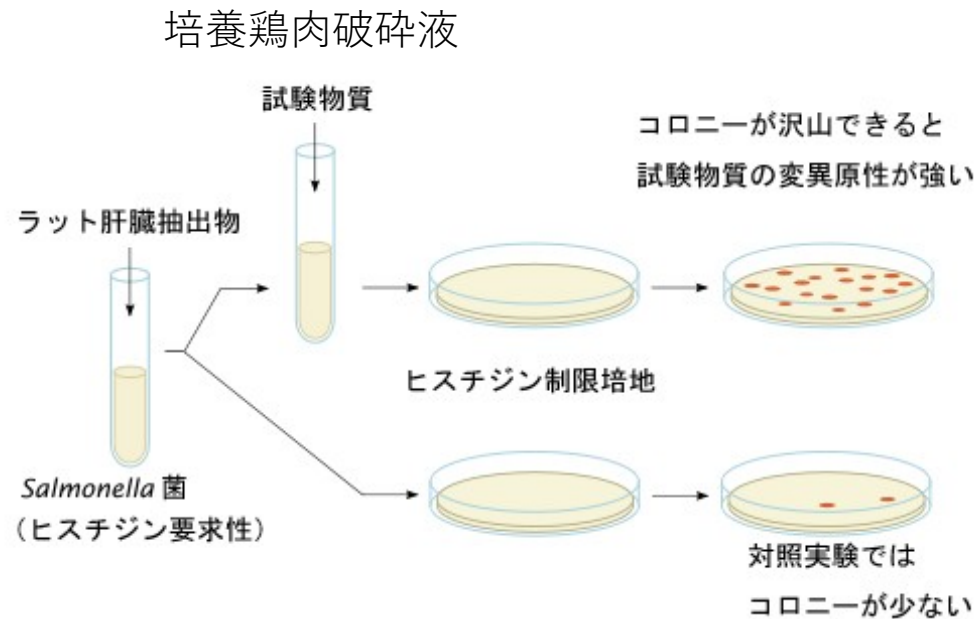 培養鶏肉破砕液
試験物質
コロニーが沢山できると
試験物質の変異原性が強い
ラット肝臓抽出物
ヒスチジン制限培地
Salmonella 菌
（ヒスチジン要求性）
対照実験では
コロニーが少ない